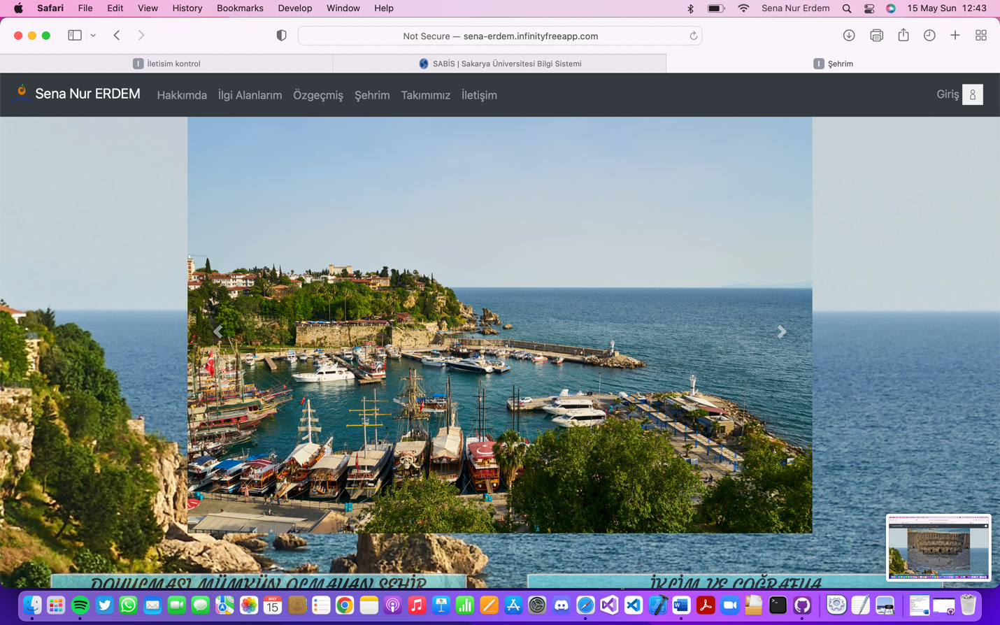 Safari File Edit View History Bookmarks Develop Window Help Sena Nur Erdem 15 May Sun 12:43
Not Secure — sena-erdem.infinityfreeapp.com
I İletisim kontrol
SABİS | Sakarya Üniversitesi Bilgi Sistemi
I Şehrim
Sena Nur ERDEM Hakkımda İlgi Alanlarım Özgeçmiş Şehrim Takımımız İletişim Giriş
DOYULMASI MÜMKÜN OLMAYAN ŞEHİR
İKLİM VE COĞRAFYA
MAY
15